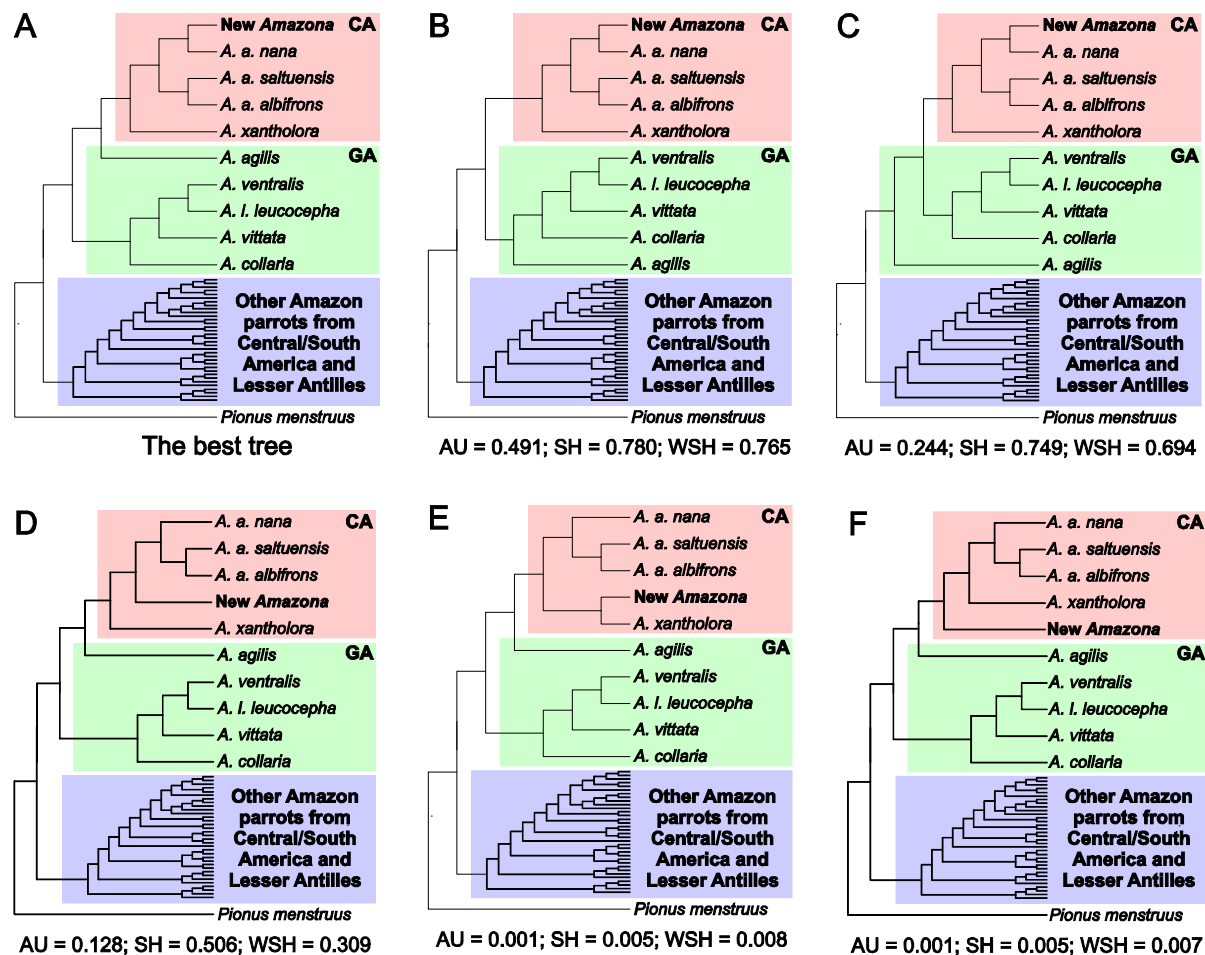 A
New Amazona CA
A. a. nana
A. a. saltuensis
A. a. albifrons
A. xantholora
A. agilis GA
A. ventralis
A. l. leucocepha
A. vittata
A. collaria
Other Amazon
parrots from
Central/South
America and
Lesser Antilles
Pionus menstruus
The best tree
B
New Amazona CA
A. a. nana
A. a. saltuensis
A. a. albifrons
A. xantholora
A. ventralis GA
A. l. leucocepha
A. vittata
A. collaria
A. agilis
Other Amazon
parrots from
Central/South
America and
Lesser Antilles
Pionus menstruus
AU = 0.491; SH = 0.780; WSH = 0.765
C
New Amazona CA
A. a. nana
A. a. saltuensis
A. a. albifrons
A. xantholora
A. ventralis GA
A. l. leucocepha
A. vittata
A. collaria
A. agilis
Other Amazon
parrots from
Central/South
America and
Lesser Antilles
Pionus menstruus
AU = 0.244; SH = 0.749; WSH = 0.694
D
A. a. nana CA
A. a. saltuensis
A. a. albifrons
New Amazona
A. xantholora
A. agilis GA
A. ventralis
A. l. leucocepha
A. vittata
A. collaria
Other Amazon
parrots from
Central/South
America and
Lesser Antilles
Pionus menstruus
AU = 0.128; SH = 0.506; WSH = 0.309
E
A. a. nana CA
A. a. saltuensis
A. a. albifrons
New Amazona
A. xantholora
A. agilis GA
A. ventralis
A. l. leucocepha
A. vittata
A. collaria
Other Amazon
parrots from
Central/South
America and
Lesser Antilles
Pionus menstruus
AU = 0.001; SH = 0.005; WSH = 0.008
F
A. a. nana CA
A. a. saltuensis
A. a. albifrons
A. xantholora
New Amazona
A. agilis GA
A. ventralis
A. l. leucocepha
A. vittata
A. collaria
Other Amazon
parrots from
Central/South
America and
Lesser Antilles
Pionus menstruus
AU = 0.001; SH = 0.005; WSH = 0.007